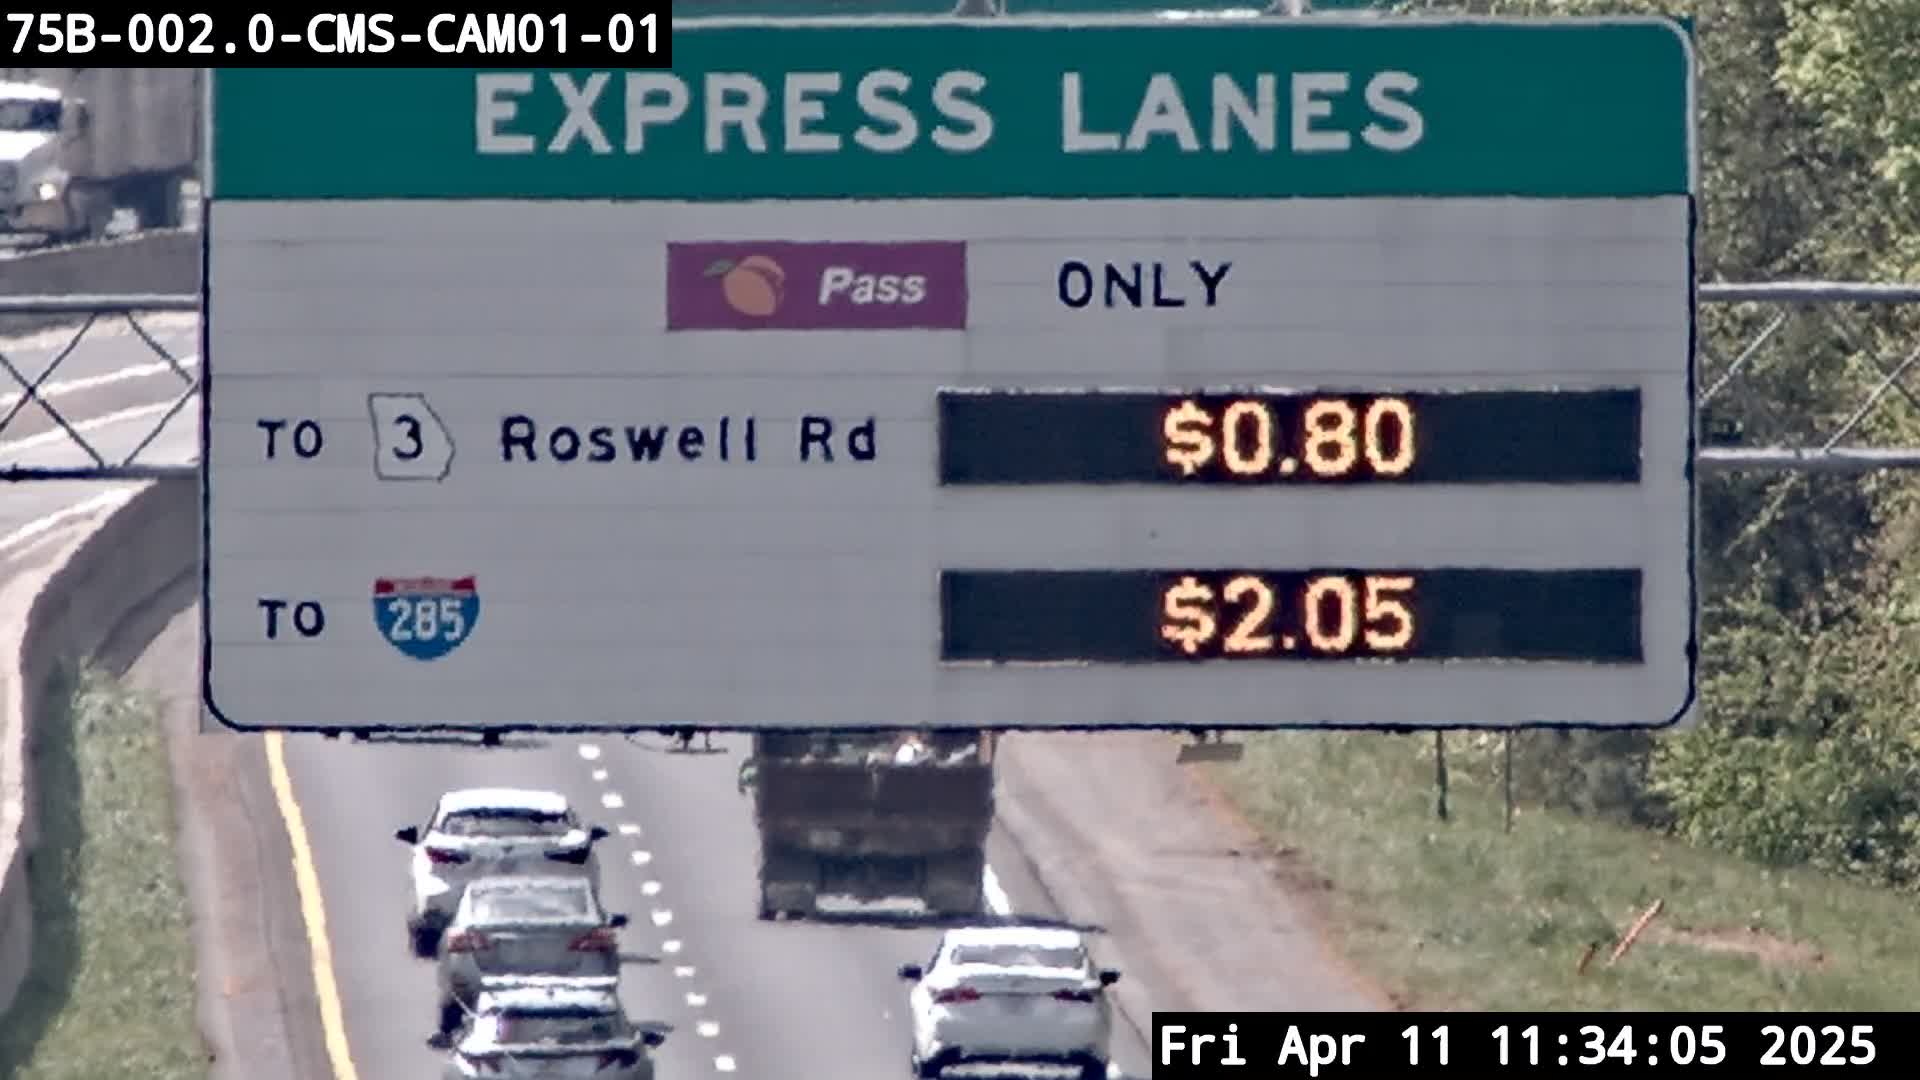 75B-002.0-CMS-CAM01-01
EXPRESS LANES
Pass ONLY
TO 3 Roswell Rd $0.80
TO 285 $2.05
Fri Apr 11 11:34:05 2025